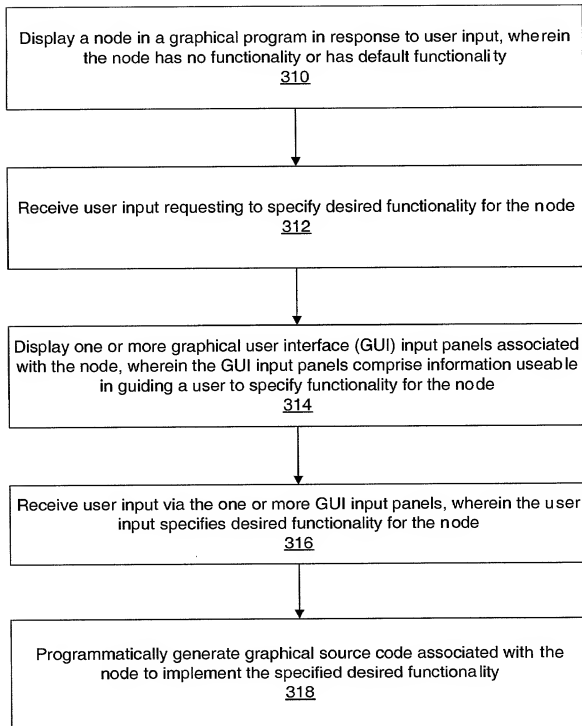 Display a node in a graphical program in response to user input, wherein
the node has no functionality or has default functionality
310
Receive user input requesting to specify desired functionality for the node
312
Display one or more graphical user interface (GUI) input panels associated
with the node, wherein the GUI input panels comprise information useable
in guiding a user to specify functionality for the node
314
Receive user input via the one or more GUI input panels, wherein the user
input specifies desired functionality for the node
316
Programmatically generate graphical source code associated with the
node to implement the specified desired functionality
318